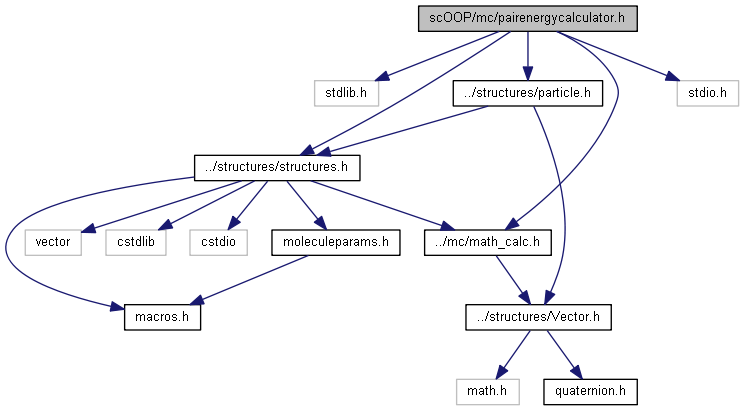 scOOP/mc/pairenergycalculator.h
stdlib.h
../structures/particle.h
stdio.h
../structures/structures.h
vector
cstdlib
cstdio
moleculeparams.h
../mc/math_calc.h
macros.h
../structures/Vector.h
math.h
quaternion.h